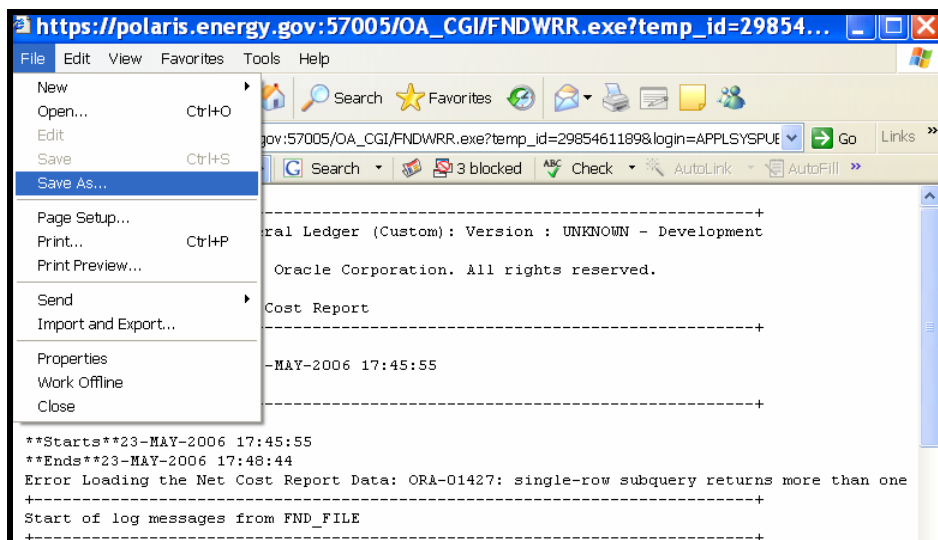 https://polaris.energy.gov:57005/OA_CGI/FNDWRR.exe?temp_id=29854...
File Edit View Favorites Tools Help
New
Open... Ctrl+O
Edit
Save Ctrl+S
Save As...
Page Setup...
Print... Ctrl+P
Print Preview...
Send
Import and Export...
Properties
Work Offline
Close
Search Favorites
gov:57005/OA_CGI/FNDWRR.exe?temp_id=2985461189&login=APPLSYSPUE Go Links »
G Search 3 blocked ABC Check AutoLink AutoFill »
-----------------------------------------------------+
ral Ledger (Custom): Version : UNKNOWN - Development
Oracle Corporation. All rights reserved.
Cost Report
-----------------------------------------------------+
-MAY-2006 17:45:55
-----------------------------------------------------+
**Starts**23-MAY-2006 17:45:55
**Ends**23-MAY-2006 17:48:44
Error Loading the Net Cost Report Data: ORA-01427: single-row subquery returns more than one
+---------------------------------------------------------------------------+
Start of log messages from FND_FILE
+---------------------------------------------------------------------------+